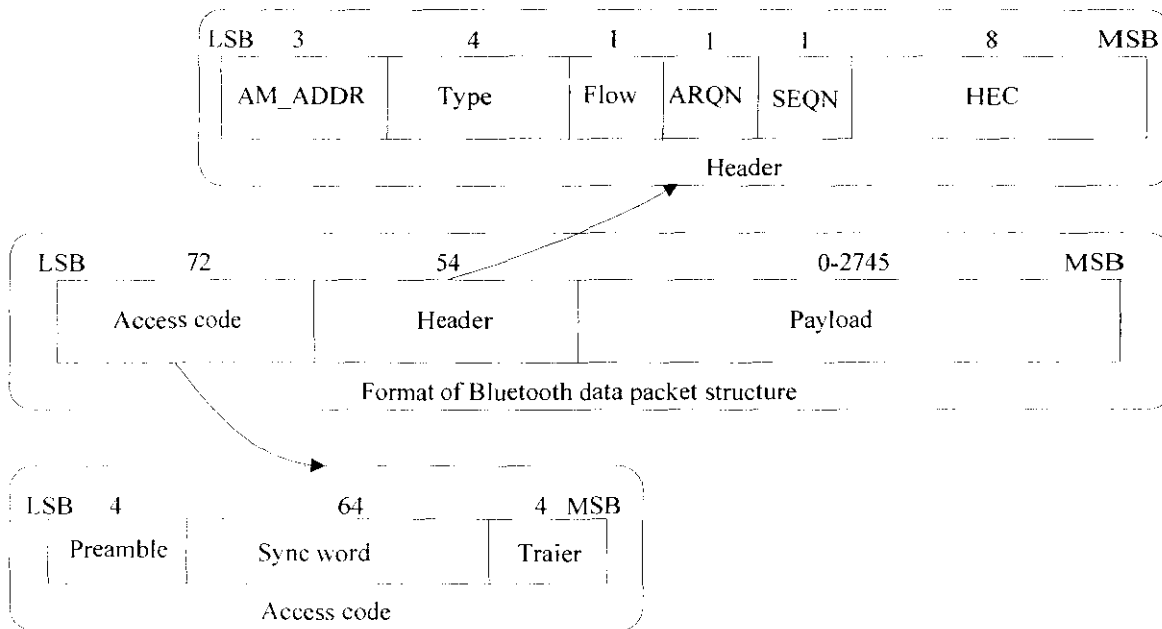 LSB 3 4 1 1 1 8 MSB
AM_ADDR Type Flow ARQN SEQN HEC
Header
LSB 72 54 0-2745 MSB
Access code Header Payload
Format of Bluetooth data packet structure
LSB 4 64 4 MSB
Preamble Sync word Traier
Access code